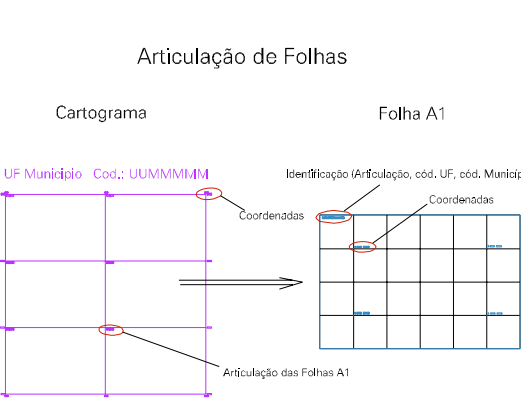 Articulação de Folhas
Cartograma
Folha A1
UF Municipio Cod.: UUMMMMM
Identificação (Articulação, cód. UF, cód. Municíp
Coordenadas
Coordenadas
Articulação das Folhas A1